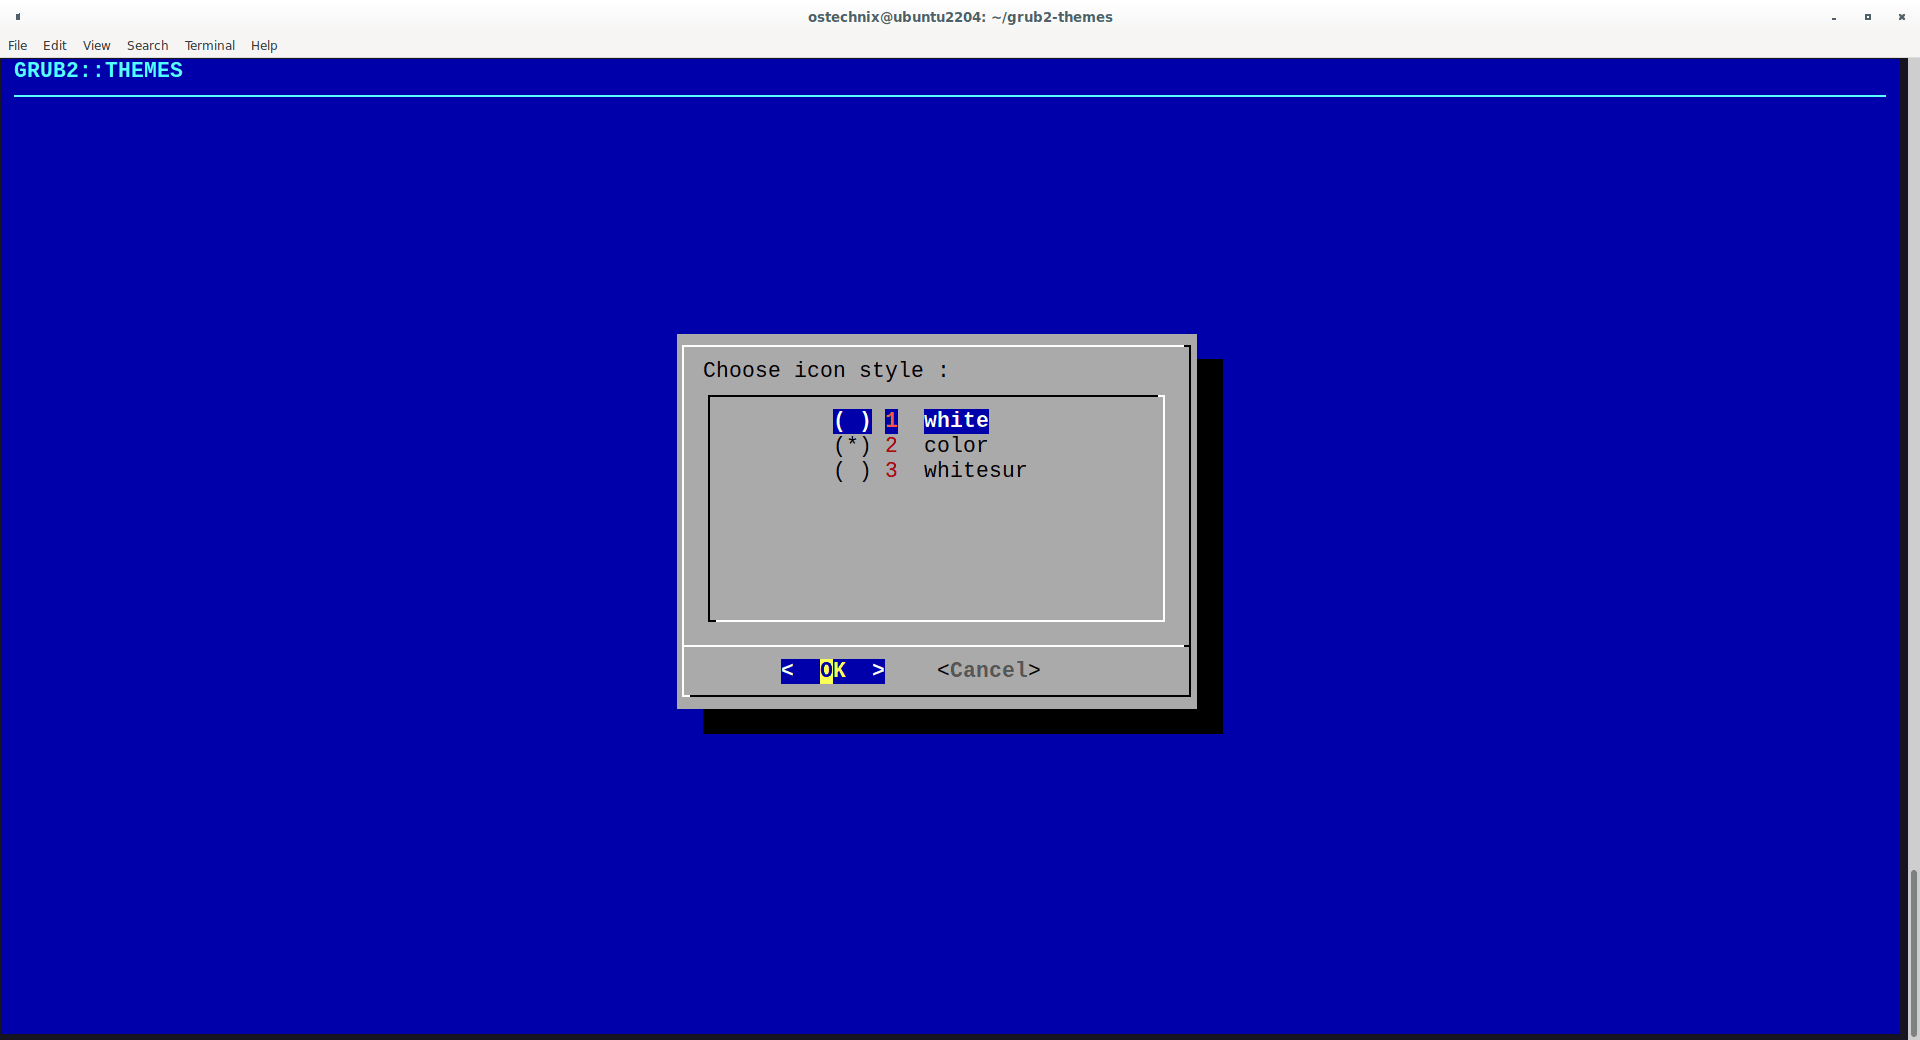 ostechnix@ubuntu2204: ~/grub2-themes
File Edit View Search Terminal Help
GRUB2::THEMES
Choose icon style :
( ) 1 white
(*) 2 color
( ) 3 whitesur
< OK > <Cancel>